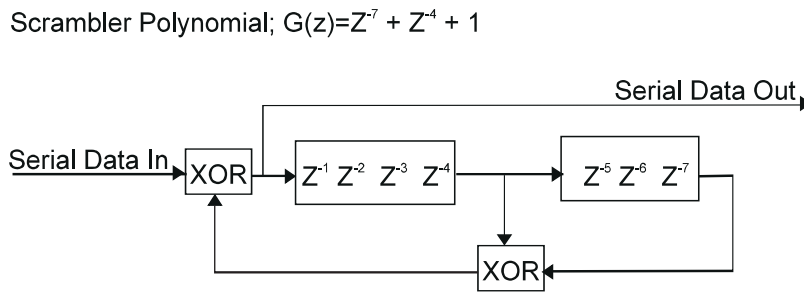 Scrambler Polynomial; G(z)=Z⁻⁷ + Z⁻⁴ + 1
Serial Data Out
Serial Data In
XOR
Z⁻¹ Z⁻² Z⁻³ Z⁻⁴
Z⁻⁵ Z⁻⁶ Z⁻⁷
XOR